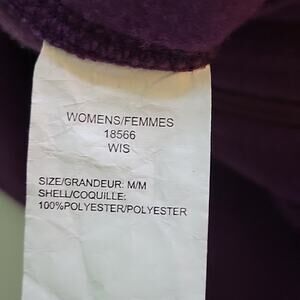 WOMENS/FEMMES
18566
WIS
SIZE/GRANDEUR: M/M
SHELL/COQUILLE:
100%POLYESTER/POLYESTER